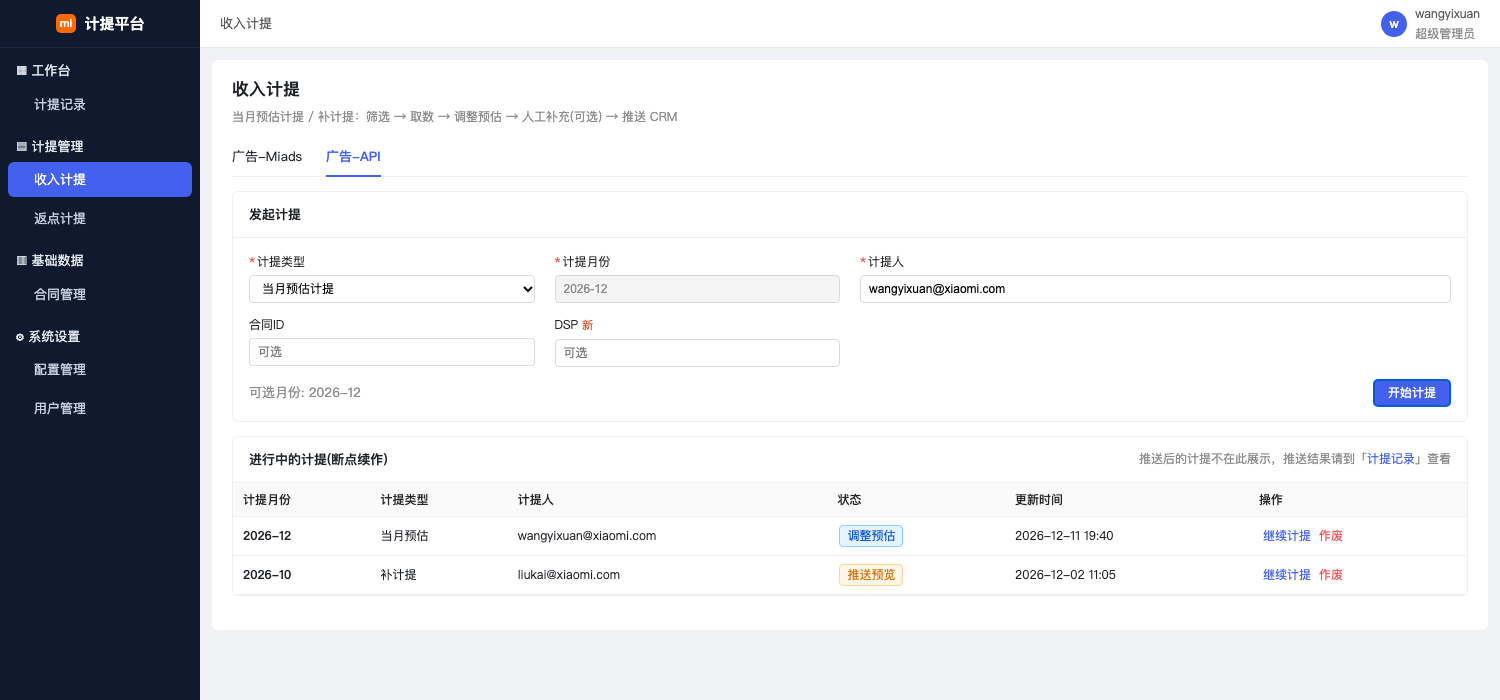 mi 计提平台
工作台
计提记录
计提管理
收入计提
返点计提
基础数据
合同管理
系统设置
配置管理
用户管理
收入计提
w wangyixuan
超级管理员
收入计提
当月预估计提 / 补计提：筛选 → 取数 → 调整预估 → 人工补充(可选) → 推送 CRM
广告-Miads 广告-API
发起计提
*计提类型 *计提月份 *计提人
当月预估计提 2026-12 wangyixuan@xiaomi.com
合同ID DSP 新
可选 可选
可选月份: 2026-12 开始计提
进行中的计提(断点续作) 推送后的计提不在此展示，推送结果请到「计提记录」查看
计提月份 计提类型 计提人 状态 更新时间 操作
2026-12 当月预估 wangyixuan@xiaomi.com 调整预估 2026-12-11 19:40 继续计提 作废
2026-10 补计提 liukai@xiaomi.com 推送预览 2026-12-02 11:05 继续计提 作废